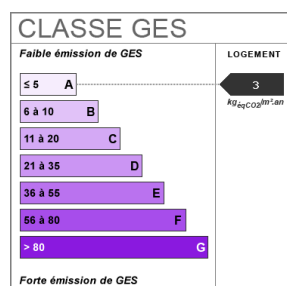 CLASSE GES
Faible émission de GES
LOGEMENT
≤ 5 A
3
kgéqCO2/m².an
6 à 10 B
11 à 20 C
21 à 35 D
36 à 55 E
56 à 80 F
> 80 G
Forte émission de GES